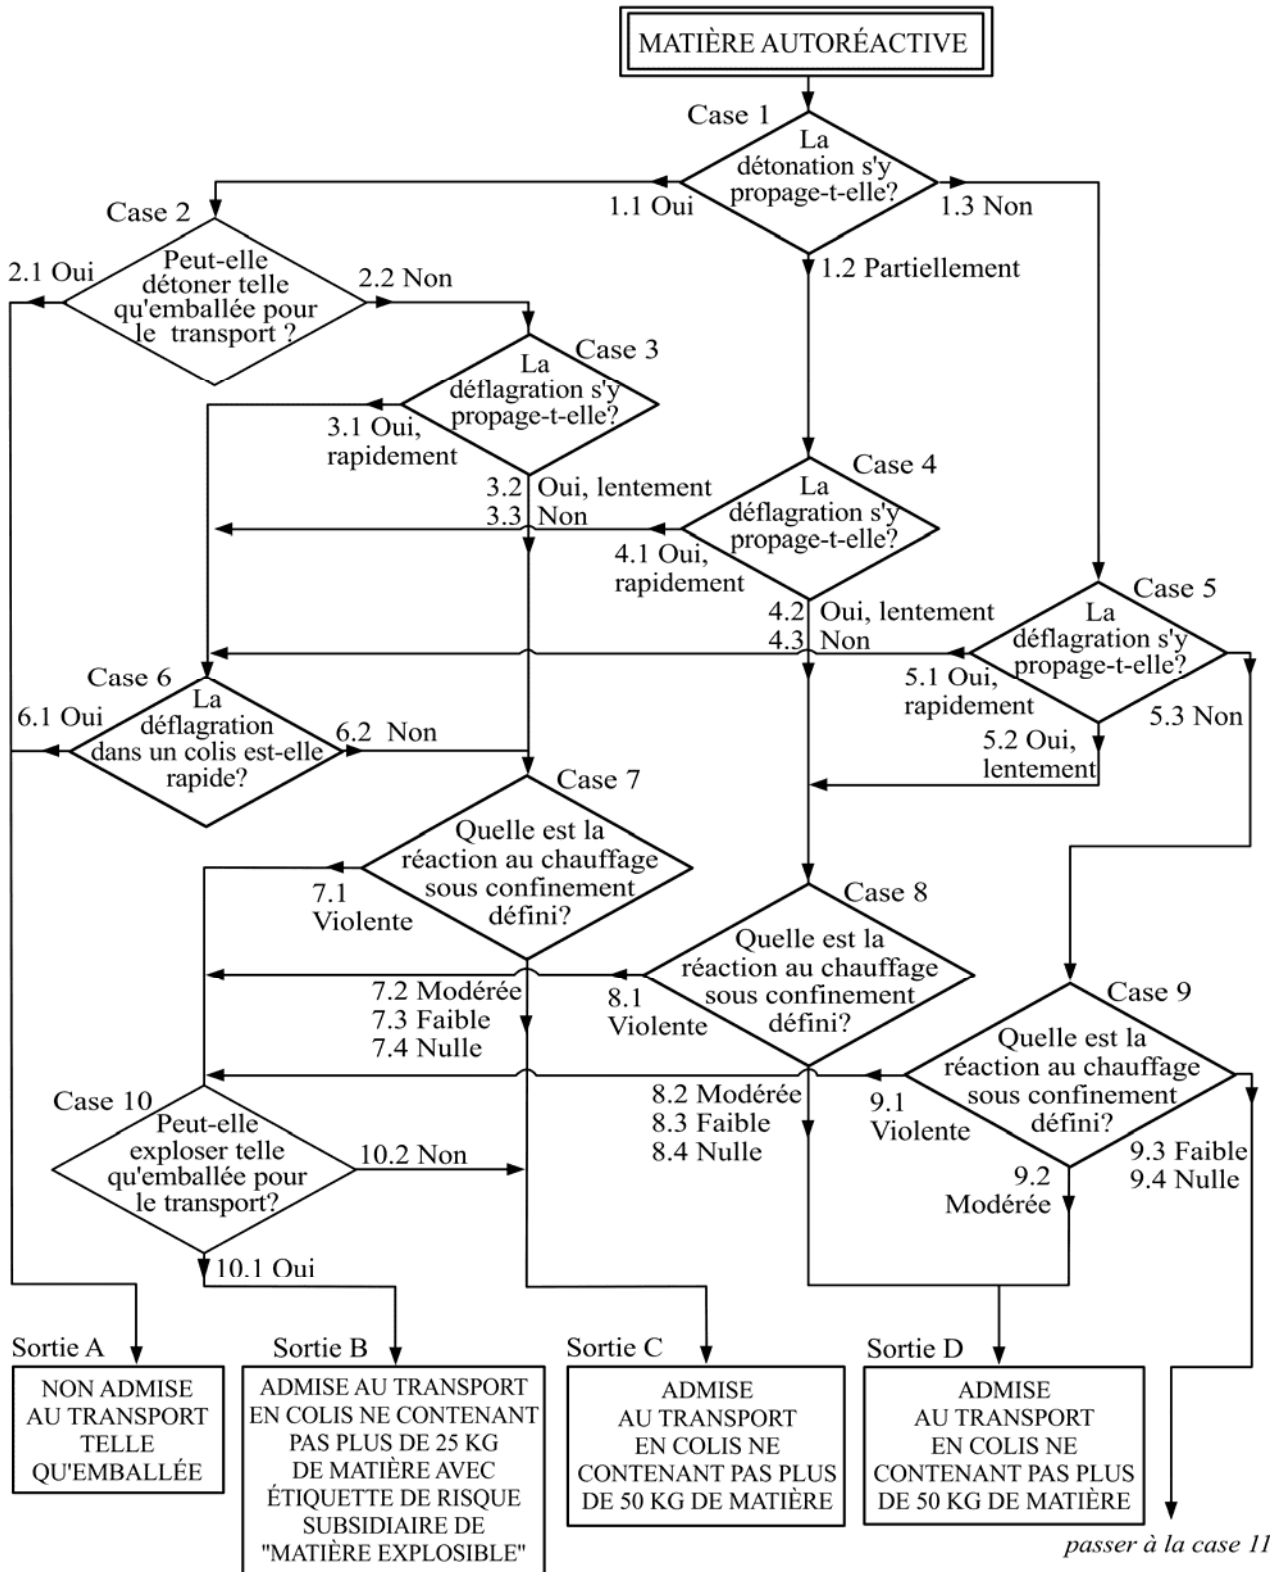 MATIÈRE AUTORÉACTIVE
Case 1
La
détonation s'y
propage-t-elle?
1.1 Oui
1.3 Non
1.2 Partiellement
Case 2
Peut-elle
détoner telle
qu'emballée pour
le transport ?
2.1 Oui
2.2 Non
Case 3
La
déflagration s'y
propage-t-elle?
3.1 Oui,
rapidement
3.2 Oui, lentement
3.3 Non
Case 4
La
déflagration s'y
propage-t-elle?
4.1 Oui,
rapidement
4.2 Oui, lentement
4.3 Non
Case 5
La
déflagration s'y
propage-t-elle?
5.1 Oui,
rapidement
5.2 Oui,
lentement
5.3 Non
Case 6
La
déflagration
dans un colis est-elle
rapide?
6.1 Oui
6.2 Non
Case 7
Quelle est la
réaction au chauffage
sous confinement
défini?
7.1
Violente
7.2 Modérée
7.3 Faible
7.4 Nulle
Case 8
Quelle est la
réaction au chauffage
sous confinement
défini?
8.1
Violente
8.2 Modérée
8.3 Faible
8.4 Nulle
Case 9
Quelle est la
réaction au chauffage
sous confinement
défini?
9.1
Violente
9.2
Modérée
9.3 Faible
9.4 Nulle
Case 10
Peut-elle
exploser telle
qu'emballée pour
le transport?
10.2 Non
10.1 Oui
Sortie A
NON ADMISE
AU TRANSPORT
TELLE
QU'EMBALLÉE
Sortie B
ADMISE AU TRANSPORT
EN COLIS NE CONTENANT
PAS PLUS DE 25 KG
DE MATIÈRE AVEC
ÉTIQUETTE DE RISQUE
SUBSIDIAIRE DE
"MATIÈRE EXPLOSIBLE"
Sortie C
ADMISE
AU TRANSPORT
EN COLIS NE
CONTENANT PAS PLUS
DE 50 KG DE MATIÈRE
Sortie D
ADMISE
AU TRANSPORT
EN COLIS NE
CONTENANT PAS PLUS
DE 50 KG DE MATIÈRE
passer à la case 11